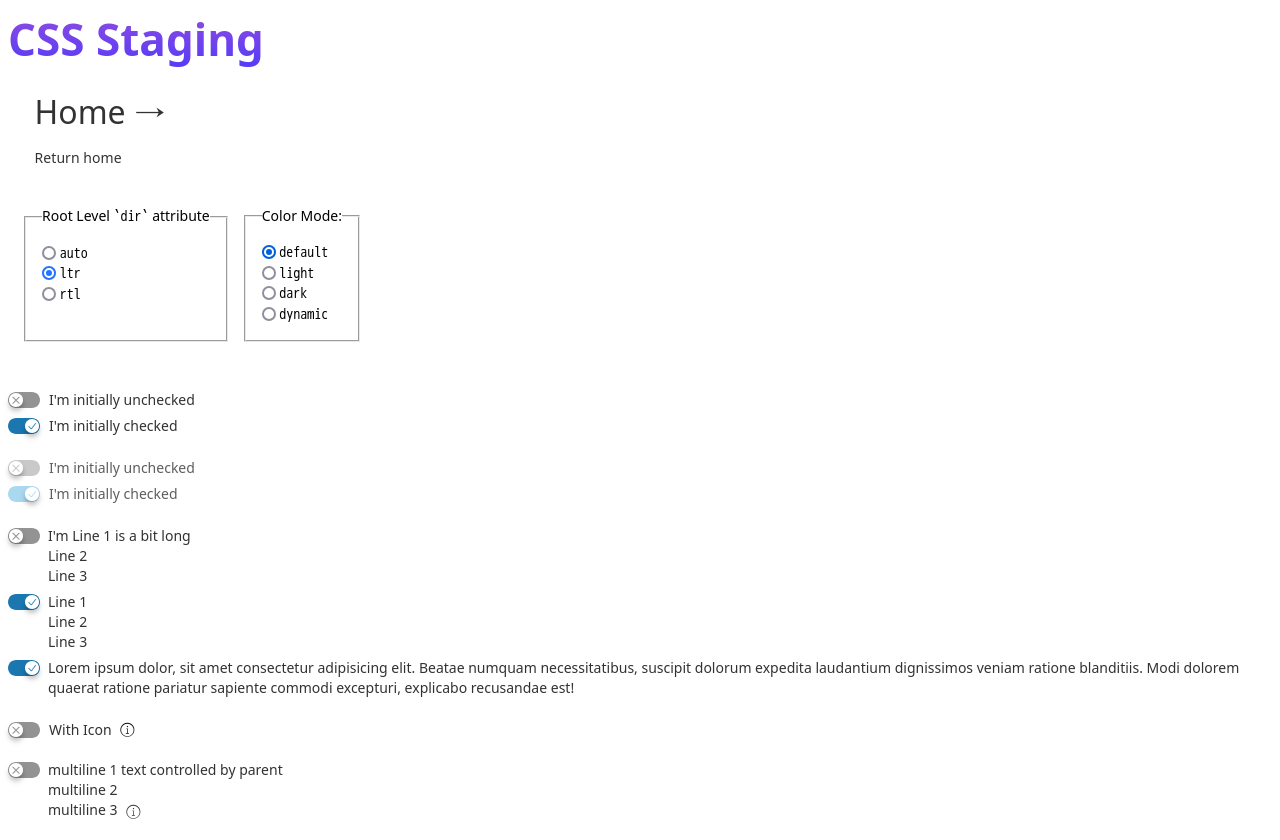 CSS Staging
Home →
Return home
Root Level `dir` attribute
auto
ltr
rtl
Color Mode:
default
light
dark
dynamic
I'm initially unchecked
I'm initially checked
I'm initially unchecked
I'm initially checked
I'm Line 1 is a bit long
Line 2
Line 3
Line 1
Line 2
Line 3
Lorem ipsum dolor, sit amet consectetur adipisicing elit. Beatae numquam necessitatibus, suscipit dolorum expedita laudantium dignissimos veniam ratione blanditiis. Modi dolorem
quaerat ratione pariatur sapiente commodi excepturi, explicabo recusandae est!
With Icon
multiline 1 text controlled by parent
multiline 2
multiline 3